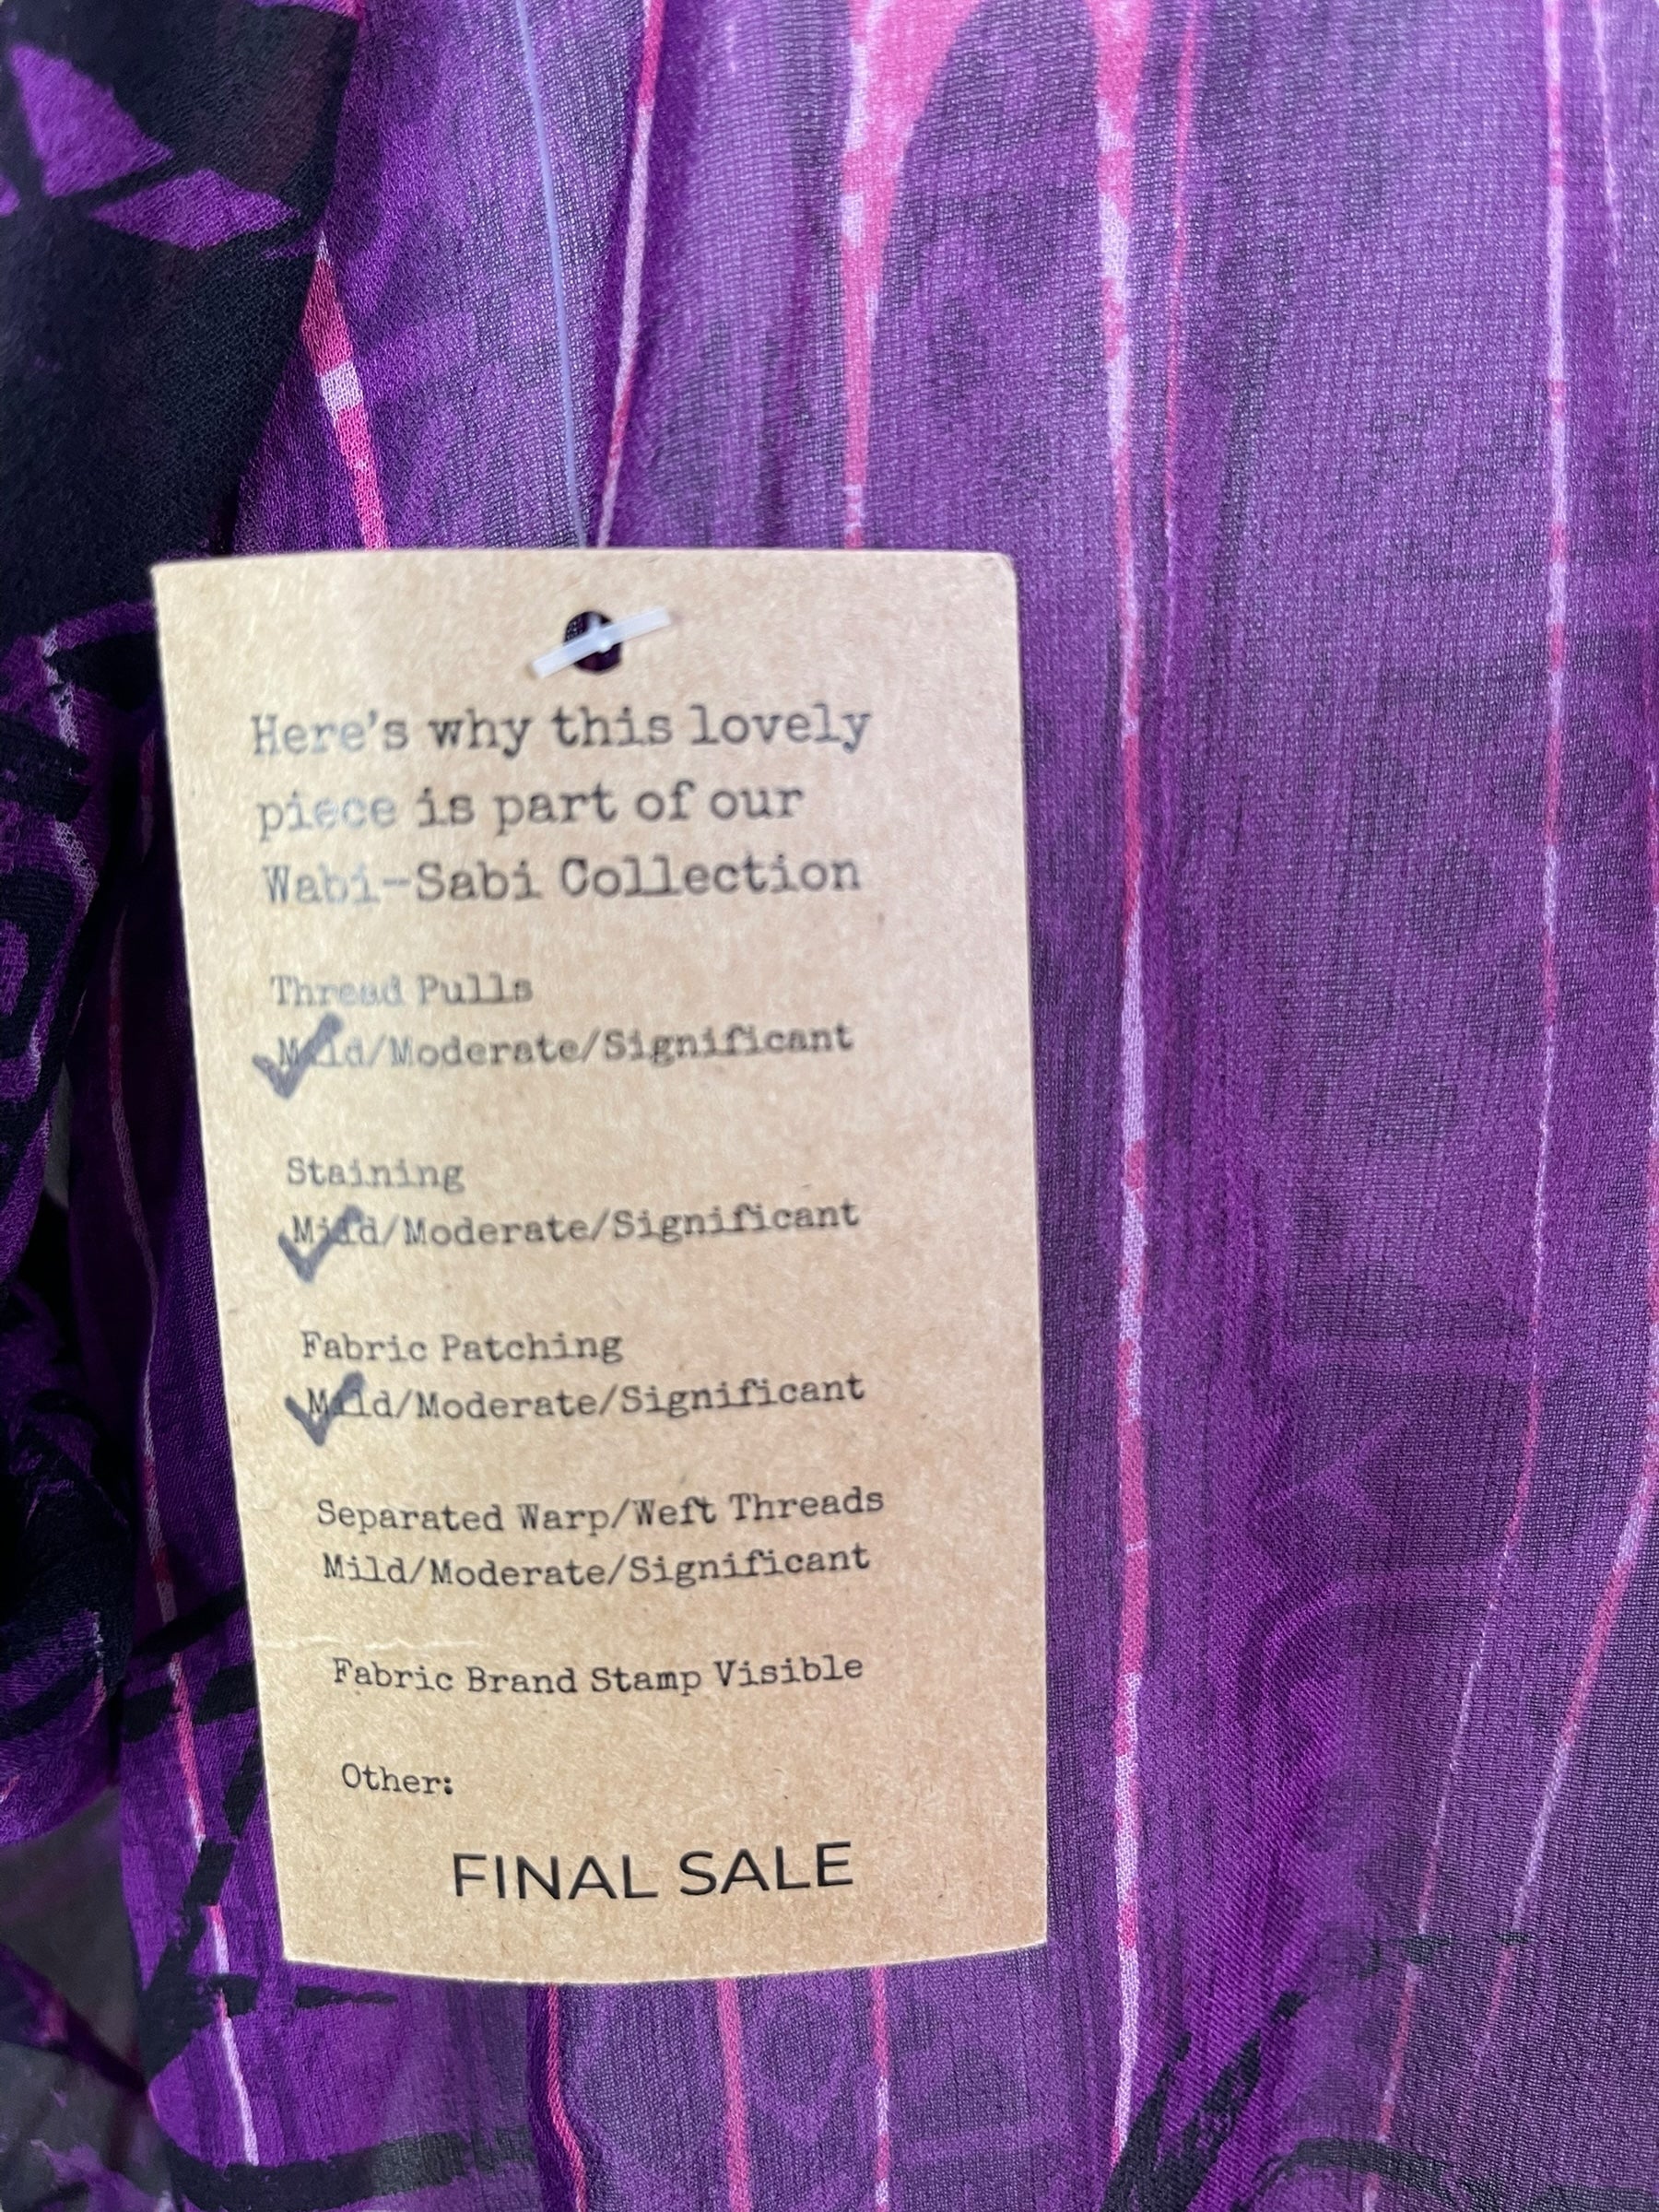 Here's why this lovely
piece is part of our
Wabi-Sabi Collection
Thread Pulls
Mild/Moderate/Significant
Staining
Mild/Moderate/Significant
Fabric Patching
Mild/Moderate/Significant
Separated Warp/Weft Threads
Mild/Moderate/Significant
Fabric Brand Stamp Visible
Other:
FINAL SALE